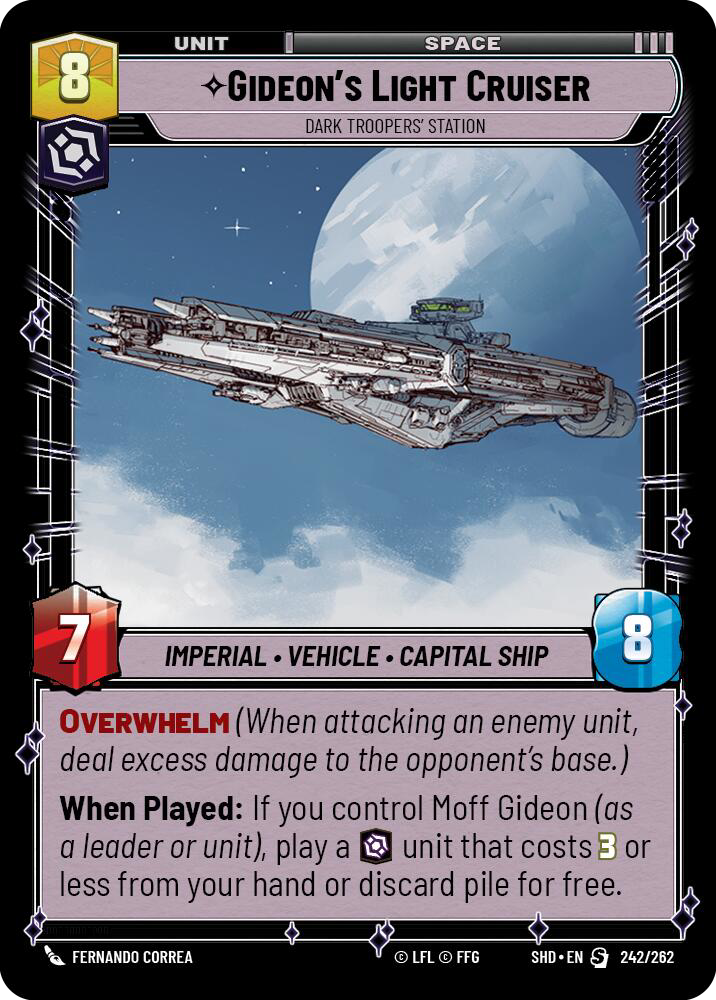 UNIT
SPACE
8
GIDEON'S LIGHT CRUISER
DARK TROOPERS' STATION
7
IMPERIAL • VEHICLE • CAPITAL SHIP
8
OVERWHELM (When attacking an enemy unit,
deal excess damage to the opponent's base.)
When Played: If you control Moff Gideon (as
a leader or unit), play a unit that costs 3 or
less from your hand or discard pile for free.
FERNANDO CORREA
© LFL © FFG
SHD • EN
242/262